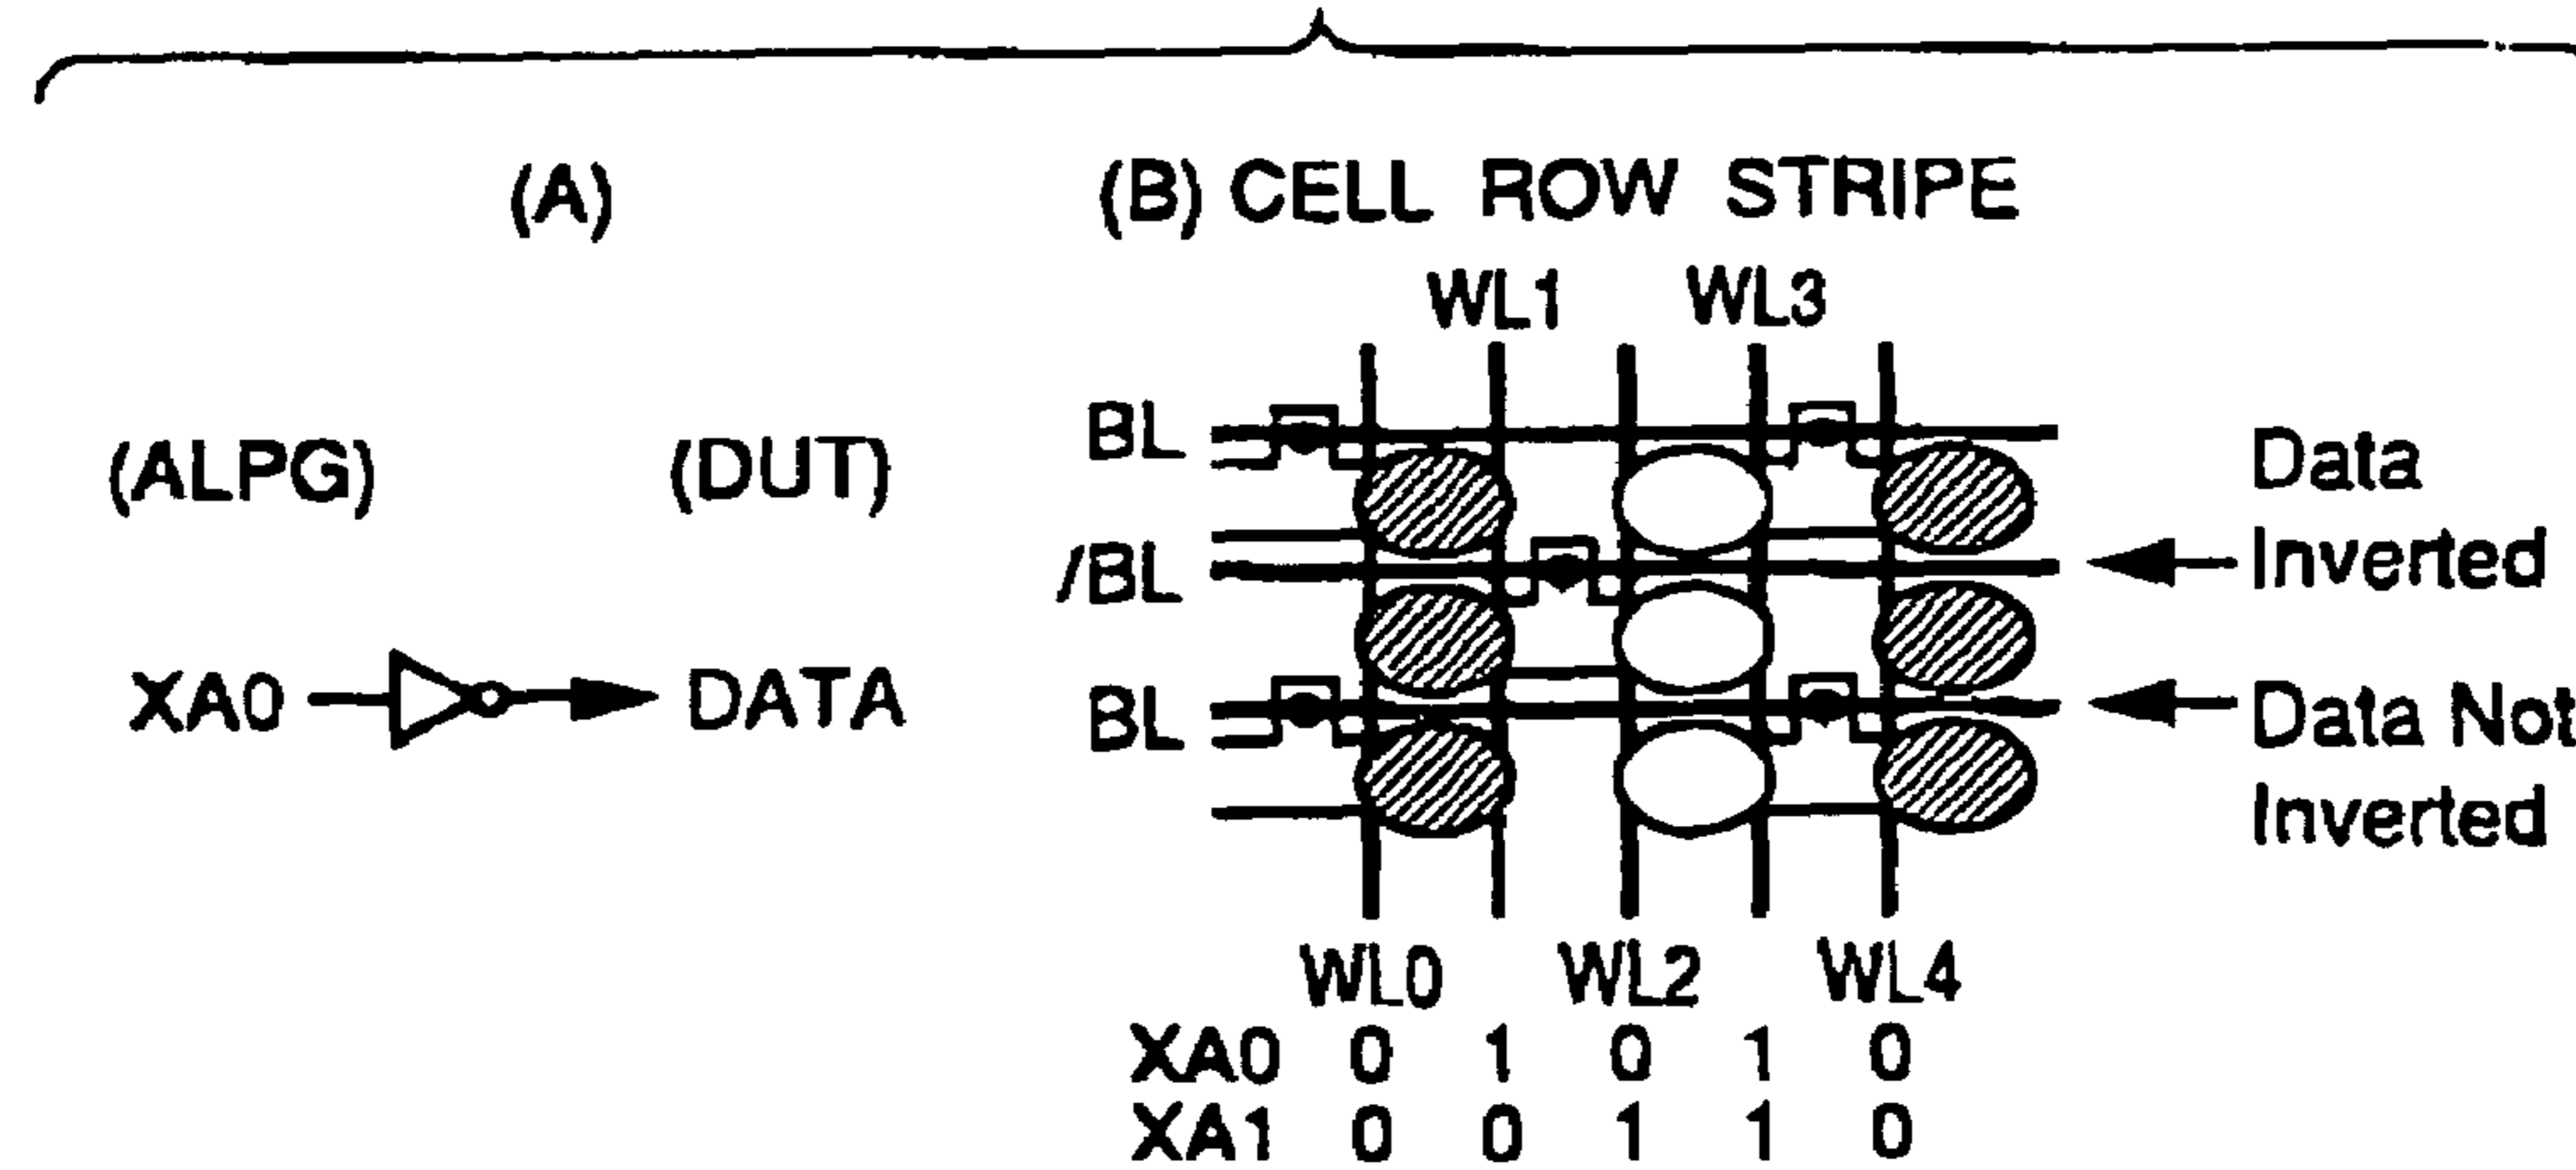 (A)
(ALPG) (DUT)
XA0 DATA
(B) CELL ROW STRIPE
WL1 WL3
BL
/BL
BL
Data
Inverted
Data Not
Inverted
WL0 WL2 WL4
XA0 0 1 0 1 0
XA1 0 0 1 1 0